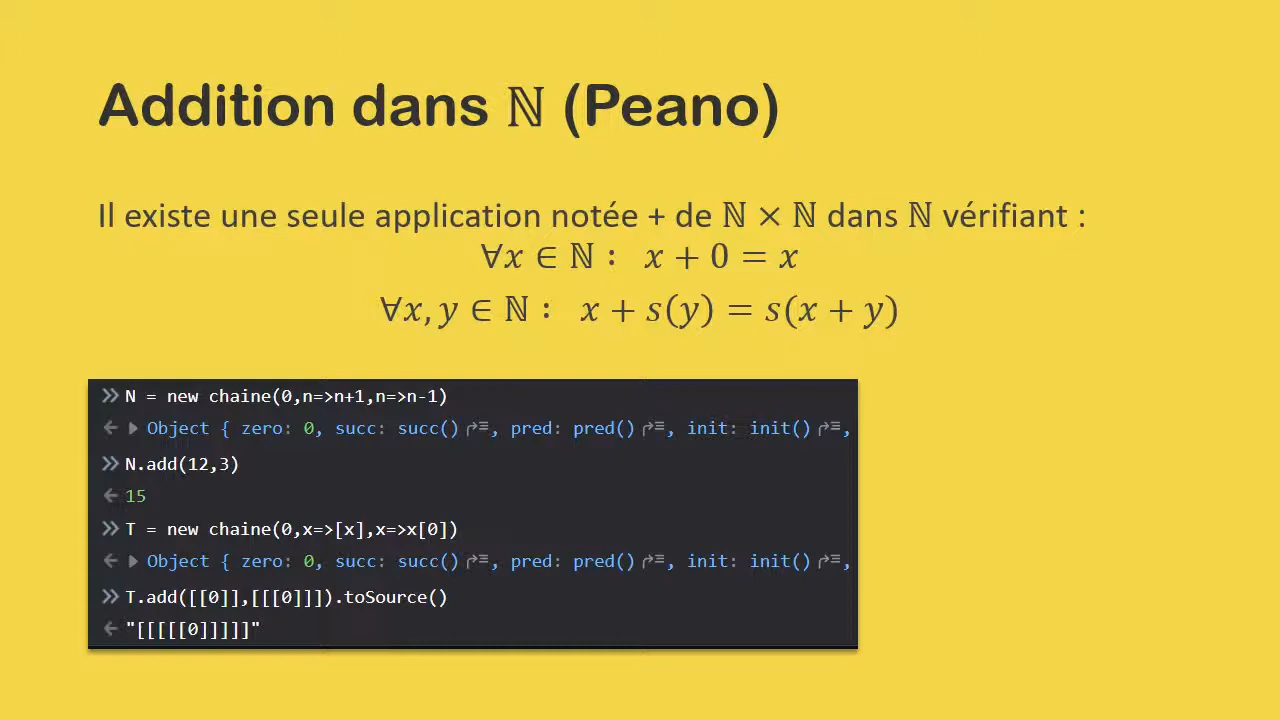 Addition dans ℕ (Peano)
Il existe une seule application notée + de ℕ × ℕ dans ℕ vérifiant :
∀x ∈ ℕ : x + 0 = x
∀x, y ∈ ℕ : x + s(y) = s(x + y)
N = new chaine(0,n=>n+1,n=>n-1)
Object { zero: 0, succ: succ(), pred: pred(), init: init(),
N.add(12,3)
15
T = new chaine(0,x=>[x],x=>x[0])
Object { zero: 0, succ: succ(), pred: pred(), init: init(),
T.add([[0]],[[[0]]]).toSource()
"[[[[[0]]]]]"